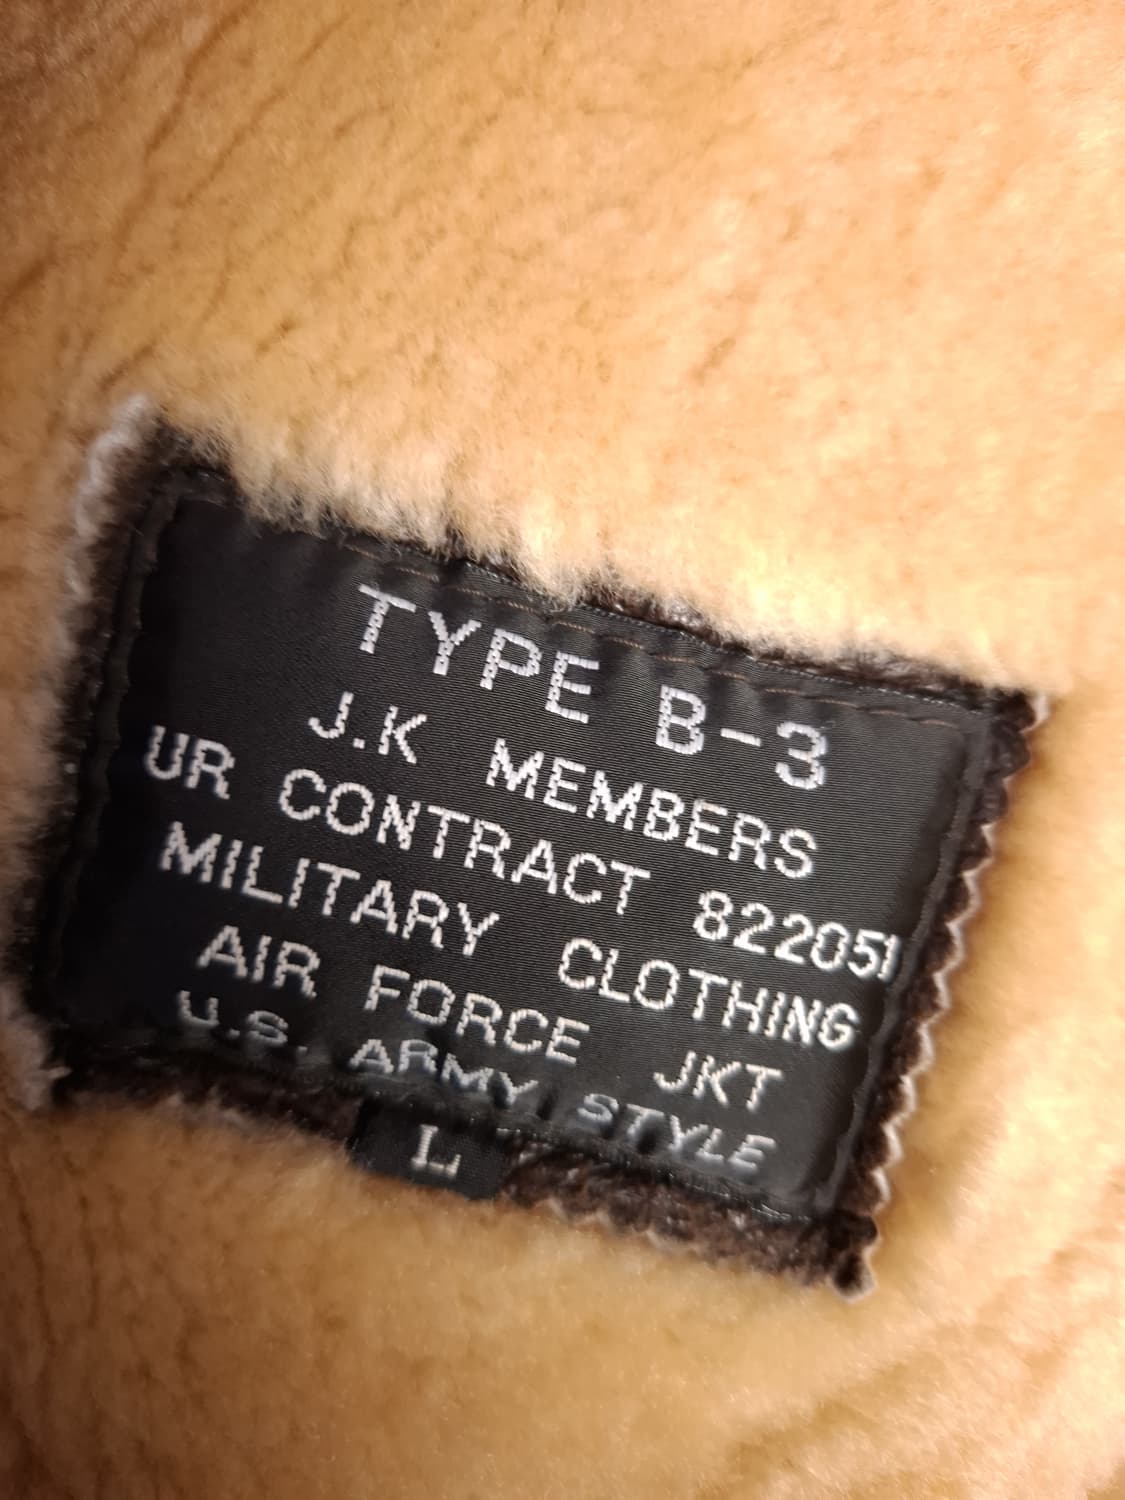 TYPE B-3
J.K MEMBERS
UR CONTRACT 822051
MILITARY CLOTHING
AIR FORCE JKT
U.S. ARMY STYLE
L